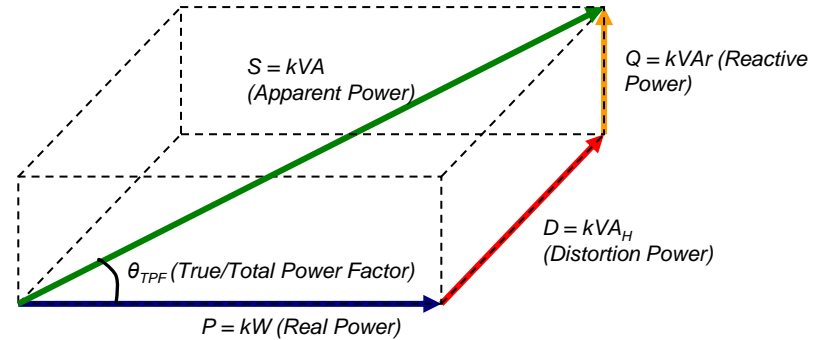 S = kVA
(Apparent Power)
Q = kVAr (Reactive
Power)
D = kVA_H
(Distortion Power)
θ_TPF (True/Total Power Factor)
P = kW (Real Power)